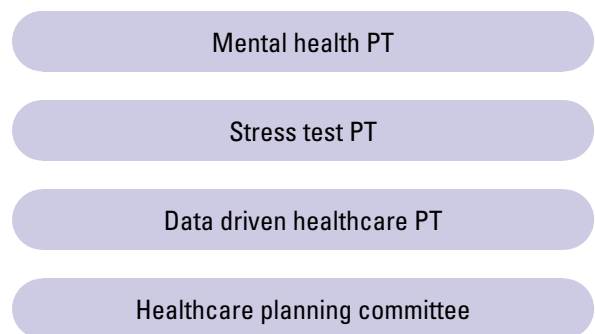 Mental health PT
Stress test PT
Data driven healthcare PT
Healthcare planning committee